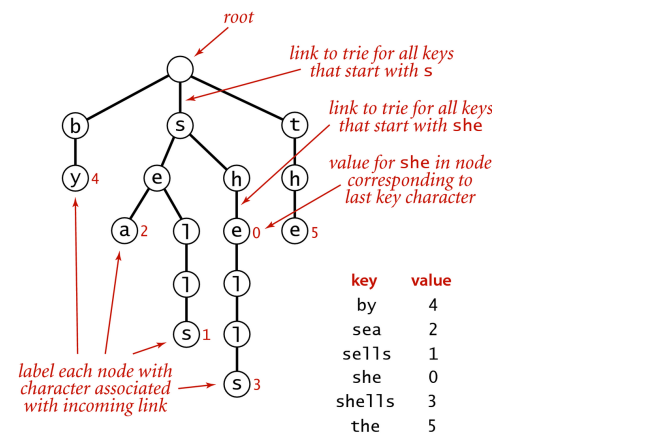 root
link to trie for all keys
that start with s
link to trie for all keys
that start with she
b
s
t
value for she in node
corresponding to
last key character
y 4
e
h
h
a 2
l
e 0
e 5
l
l
key value
by 4
sea 2
s 1
l
sells 1
label each node with
character associated
with incoming link
s 3
she 0
shells 3
the 5